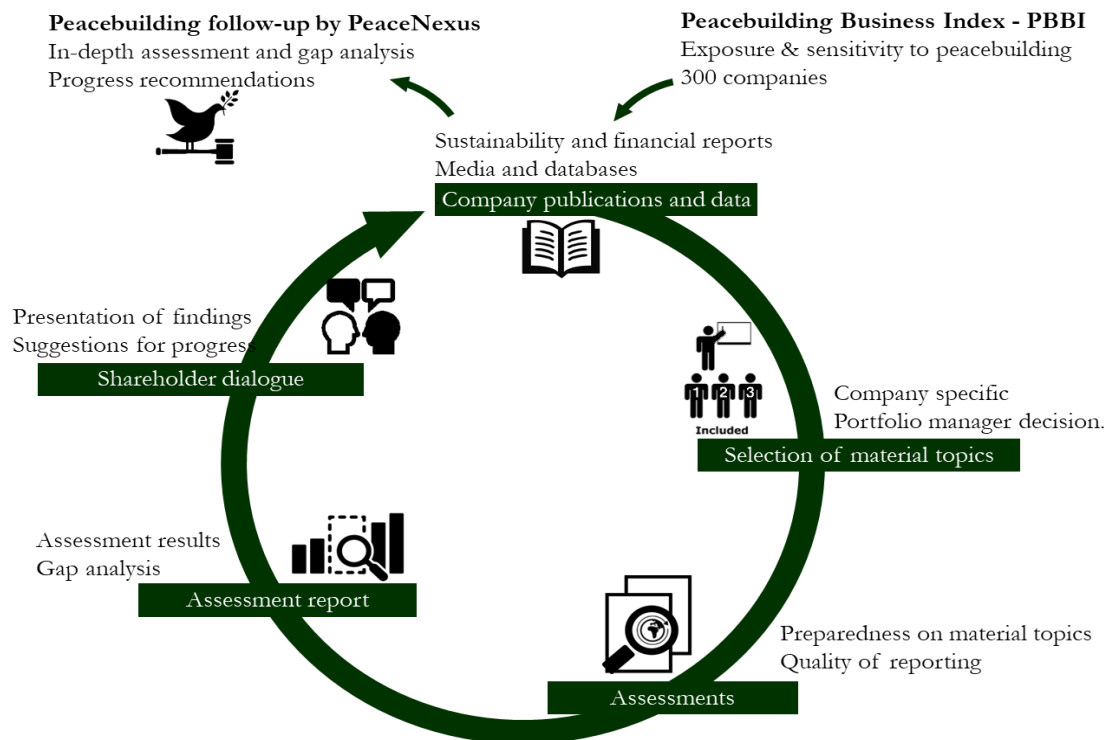 Peacebuilding follow-up by PeaceNexus
In-depth assessment and gap analysis
Progress recommendations
Peacebuilding Business Index - PBBI
Exposure & sensitivity to peacebuilding
300 companies
Sustainability and financial reports
Media and databases
Company publications and data
Company specific
Portfolio manager decision.
1 2 3
Included
Selection of material topics
Preparedness on material topics
Quality of reporting
Assessments
Assessment results
Gap analysis
Assessment report
Presentation of findings
Suggestions for progress
Shareholder dialogue